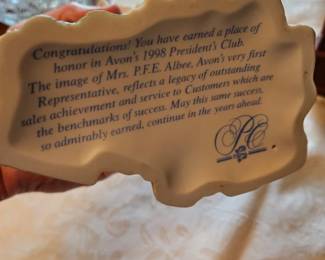 Congratulations! You have earned a place of
honor in Avon's 1998 President's Club.
The image of Mrs. P.F.E. Albee, Avon's very first
Representative, reflects a legacy of outstanding
sales achievement and service to Customers which are
the benchmarks of success. May this same success,
so admirably earned, continue in the years ahead.